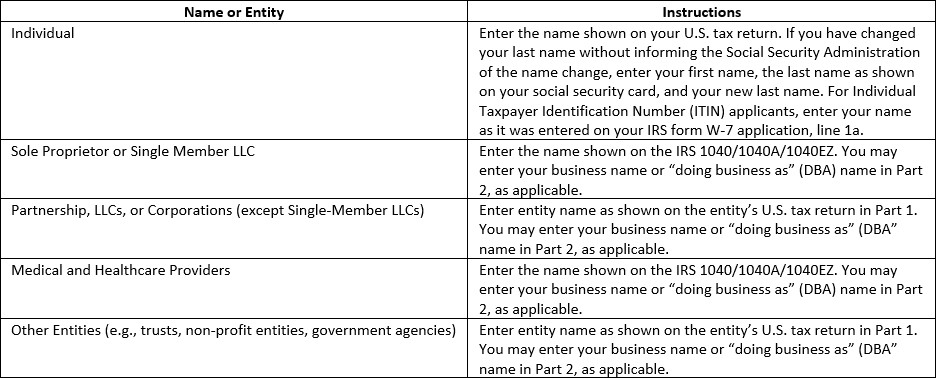 Name or Entity
Instructions
Individual
Enter the name shown on your U.S. tax return. If you have changed
your last name without informing the Social Security Administration
of the name change, enter your first name, the last name as shown
on your social security card, and your new last name. For Individual
Taxpayer Identification Number (ITIN) applicants, enter your name
as it was entered on your IRS form W-7 application, line 1a.
Sole Proprietor or Single Member LLC
Enter the name shown on the IRS 1040/1040A/1040EZ. You may
enter your business name or “doing business as” (DBA) name in Part
2, as applicable.
Partnership, LLCs, or Corporations (except Single-Member LLCs)
Enter entity name as shown on the entity’s U.S. tax return in Part 1.
You may enter your business name or “doing business as” (DBA”
name in Part 2, as applicable.
Medical and Healthcare Providers
Enter the name shown on the IRS 1040/1040A/1040EZ. You may
enter your business name or “doing business as” (DBA) name in Part
2, as applicable.
Other Entities (e.g., trusts, non-profit entities, government agencies)
Enter entity name as shown on the entity’s U.S. tax return in Part 1.
You may enter your business name or “doing business as” (DBA”
name in Part 2, as applicable.